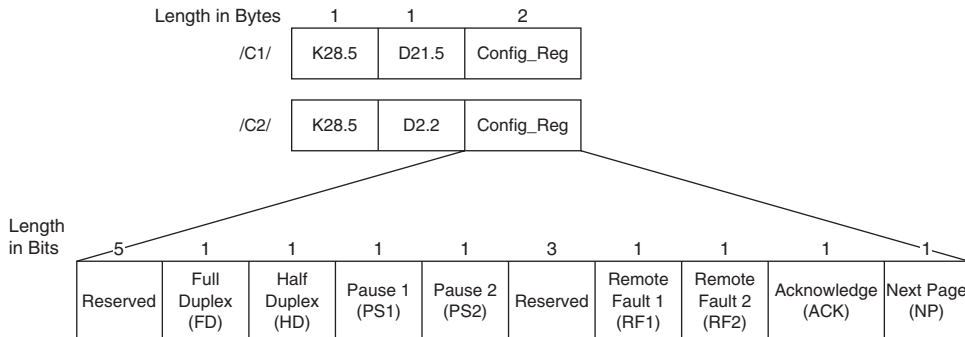 Length in Bytes 1 1 2
/C1/ K28.5 D21.5 Config_Reg
/C2/ K28.5 D2.2 Config_Reg
Length
in Bits
5 1 1 1 1 3 1 1 1 1
Reserved
Full
Duplex
(FD)
Half
Duplex
(HD)
Pause 1
(PS1)
Pause 2
(PS2)
Reserved
Remote
Fault 1
(RF1)
Remote
Fault 2
(RF2)
Acknowledge
(ACK)
Next Page
(NP)